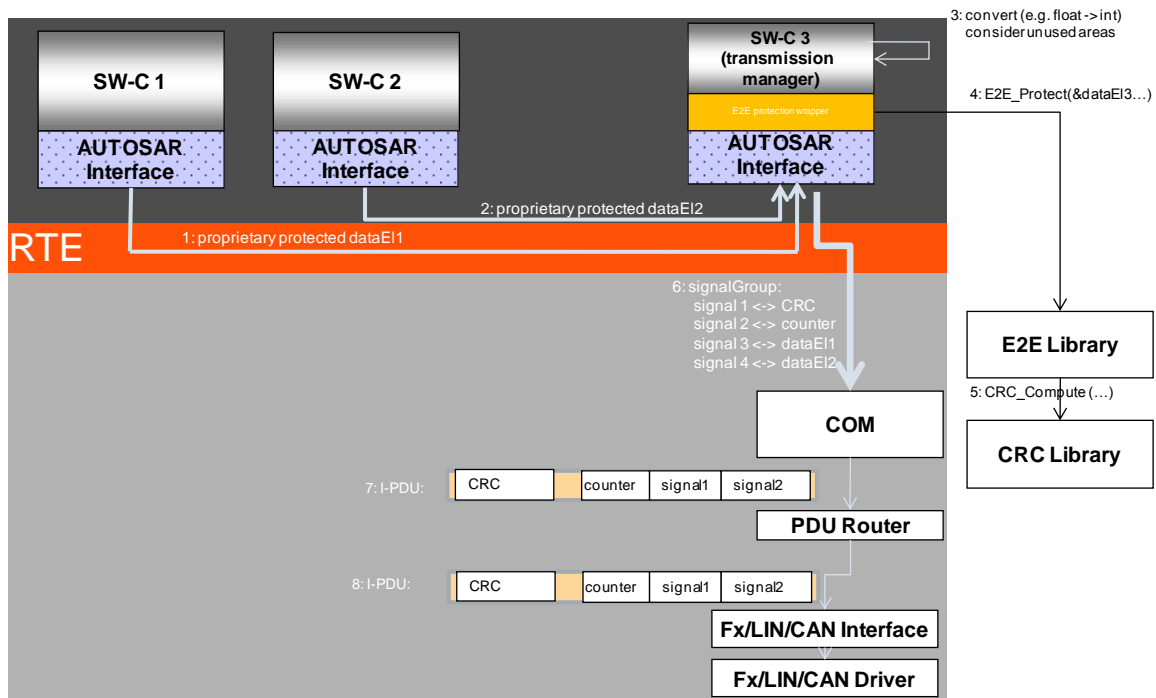 3: convert (e.g. float -> int)
consider unused areas
SW-C 1
SW-C 2
SW-C 3
(transmission
manager)
4: E2E_Protect(&dataEl3…)
E2E protection wrapper
AUTOSAR
Interface
AUTOSAR
Interface
AUTOSAR
Interface
2: proprietary protected dataEl2
1: proprietary protected dataEl1
RTE
6: signalGroup:
signal 1 <-> CRC
signal 2 <-> counter
signal 3 <-> dataEl1
signal 4 <-> dataEl2
E2E Library
5: CRC_Compute (…)
COM
CRC Library
7: I-PDU:
CRC
counter
signal1
signal2
PDU Router
8: I-PDU:
CRC
counter
signal1
signal2
Fx/LIN/CAN Interface
Fx/LIN/CAN Driver